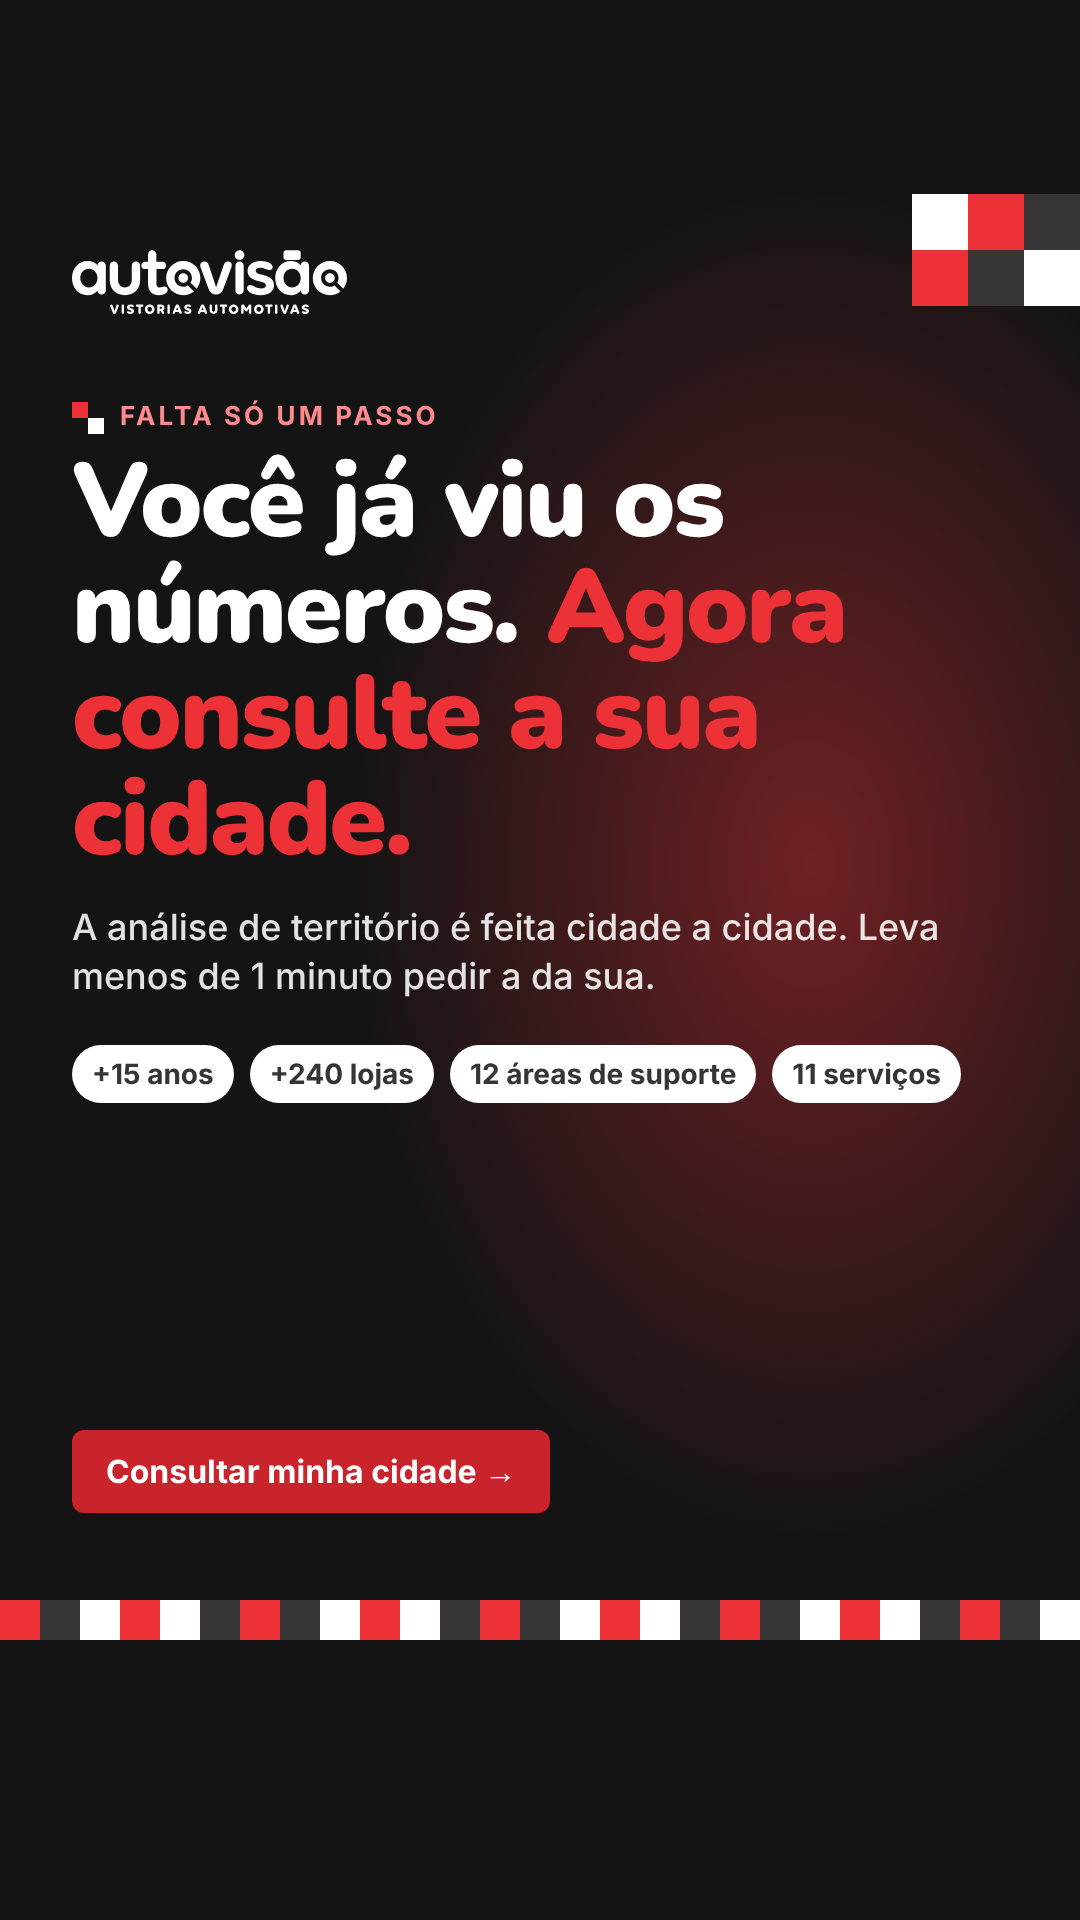 autovisão
VISTORIAS AUTOMOTIVAS
FALTA SÓ UM PASSO
Você já viu os
números. Agora
consulte a sua
cidade.
A análise de território é feita cidade a cidade. Leva
menos de 1 minuto pedir a da sua.
+15 anos +240 lojas 12 áreas de suporte 11 serviços
Consultar minha cidade →